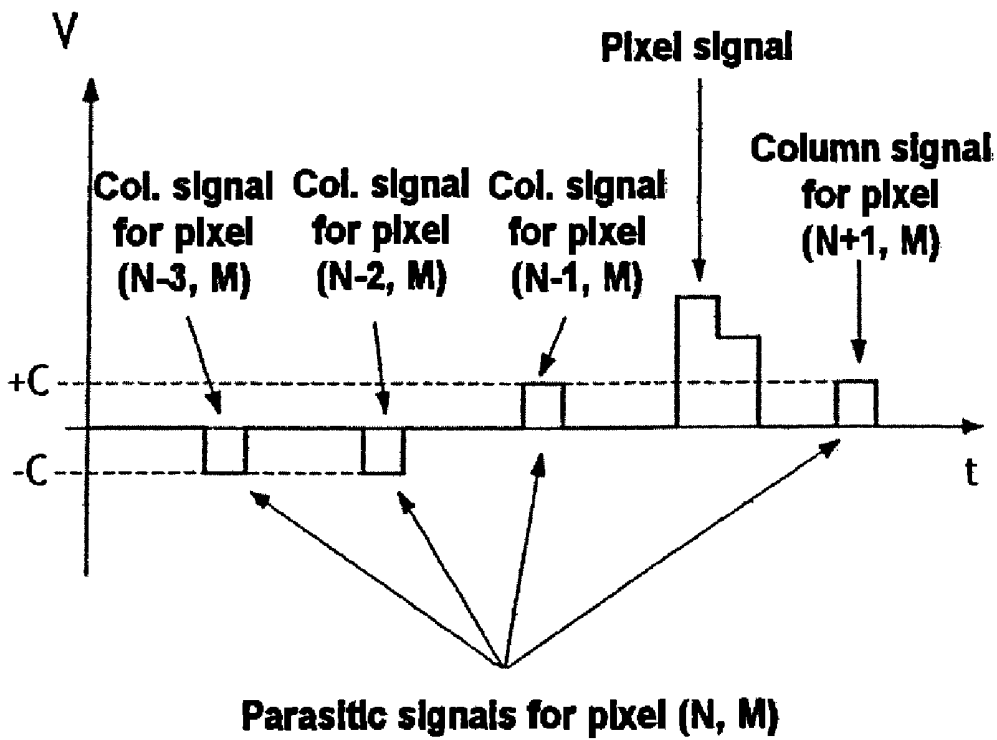 V
Pixel signal
Column signal
for pixel
(N+1, M)
Col. signal
for pixel
(N-3, M)
Col. signal
for pixel
(N-2, M)
Col. signal
for pixel
(N-1, M)
+C
-C
t
Parasitic signals for pixel (N, M)